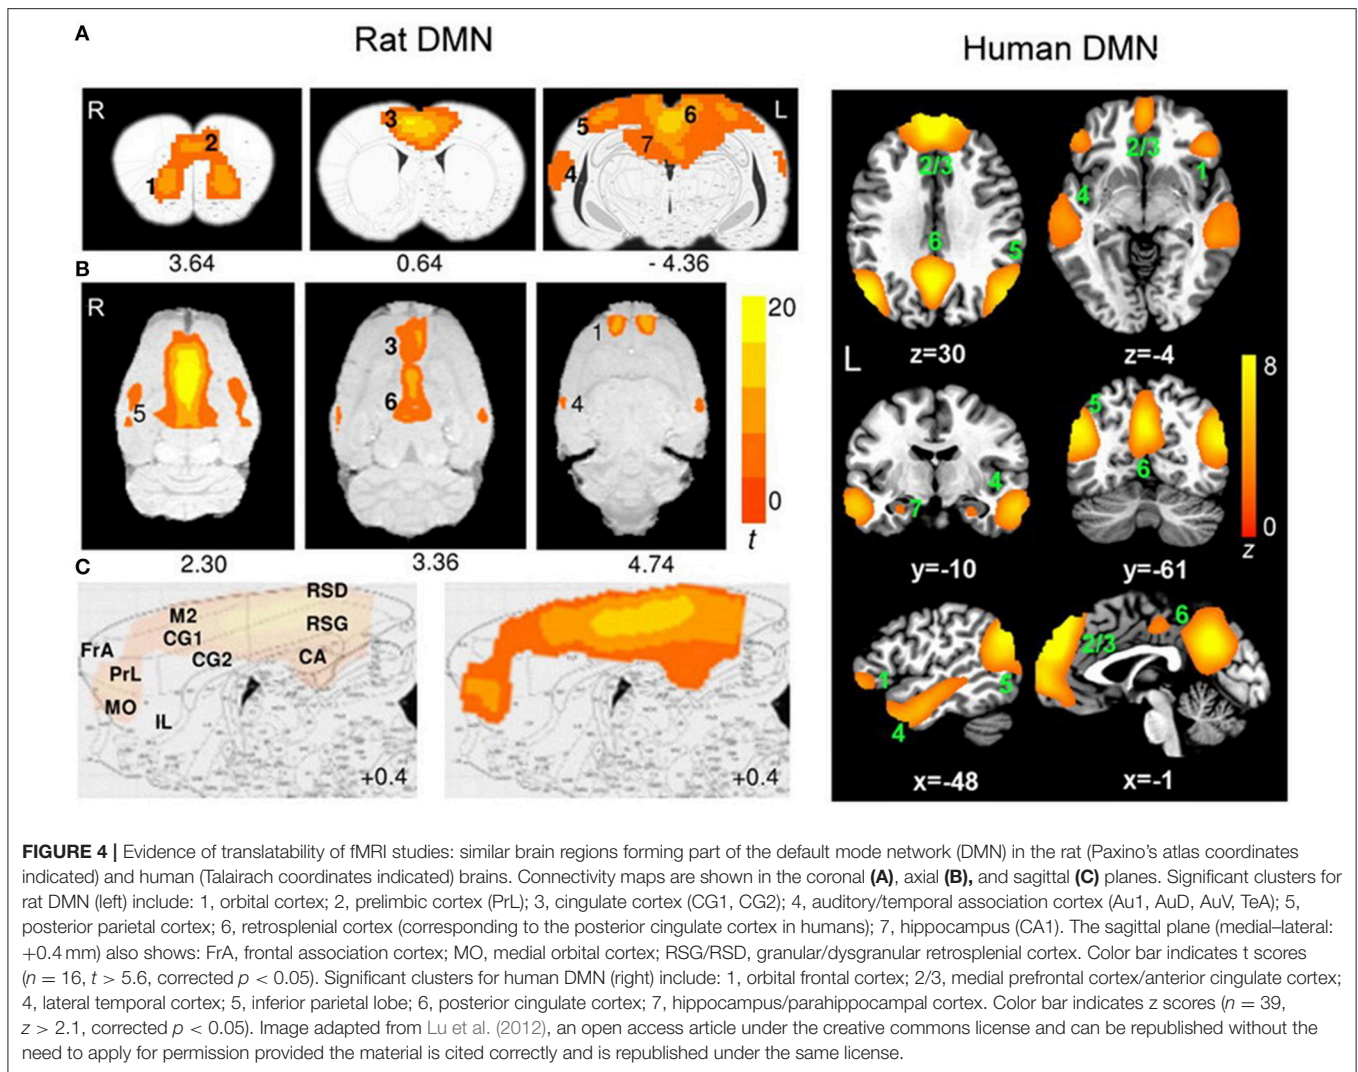 A
Rat DMN
Human DMN
R
L
1
2
3
5
6
7
4
3.64
0.64
- 4.36
B
R
5
3
6
1
4
20
0
t
2.30
3.36
4.74
C
RSD
M2
RSG
CG1
FrA
CG2
CA
PrL
MO
IL
+0.4
+0.4
2/3
6
5
2/3
1
4
L
z=30
z=-4
8
0
z
4
7
5
6
y=-10
y=-61
1
5
4
2/3
6
x=-48
x=-1
FIGURE 4 | Evidence of translatability of fMRI studies: similar brain regions forming part of the default mode network (DMN) in the rat (Paxino's atlas coordinates
indicated) and human (Talairach coordinates indicated) brains. Connectivity maps are shown in the coronal (A), axial (B), and sagittal (C) planes. Significant clusters for
rat DMN (left) include: 1, orbital cortex; 2, prelimbic cortex (PrL); 3, cingulate cortex (CG1, CG2); 4, auditory/temporal association cortex (Au1, AuD, AuV, TeA); 5,
posterior parietal cortex; 6, retrosplenial cortex (corresponding to the posterior cingulate cortex in humans); 7, hippocampus (CA1). The sagittal plane (medial–lateral:
+0.4 mm) also shows: FrA, frontal association cortex; MO, medial orbital cortex; RSG/RSD, granular/dysgranular retrosplenial cortex. Color bar indicates t scores
(n = 16, t > 5.6, corrected p < 0.05). Significant clusters for human DMN (right) include: 1, orbital frontal cortex; 2/3, medial prefrontal cortex/anterior cingulate cortex;
4, lateral temporal cortex; 5, inferior parietal lobe; 6, posterior cingulate cortex; 7, hippocampus/parahippocampal cortex. Color bar indicates z scores (n = 39,
z > 2.1, corrected p < 0.05). Image adapted from Lu et al. (2012), an open access article under the creative commons license and can be republished without the
need to apply for permission provided the material is cited correctly and is republished under the same license.